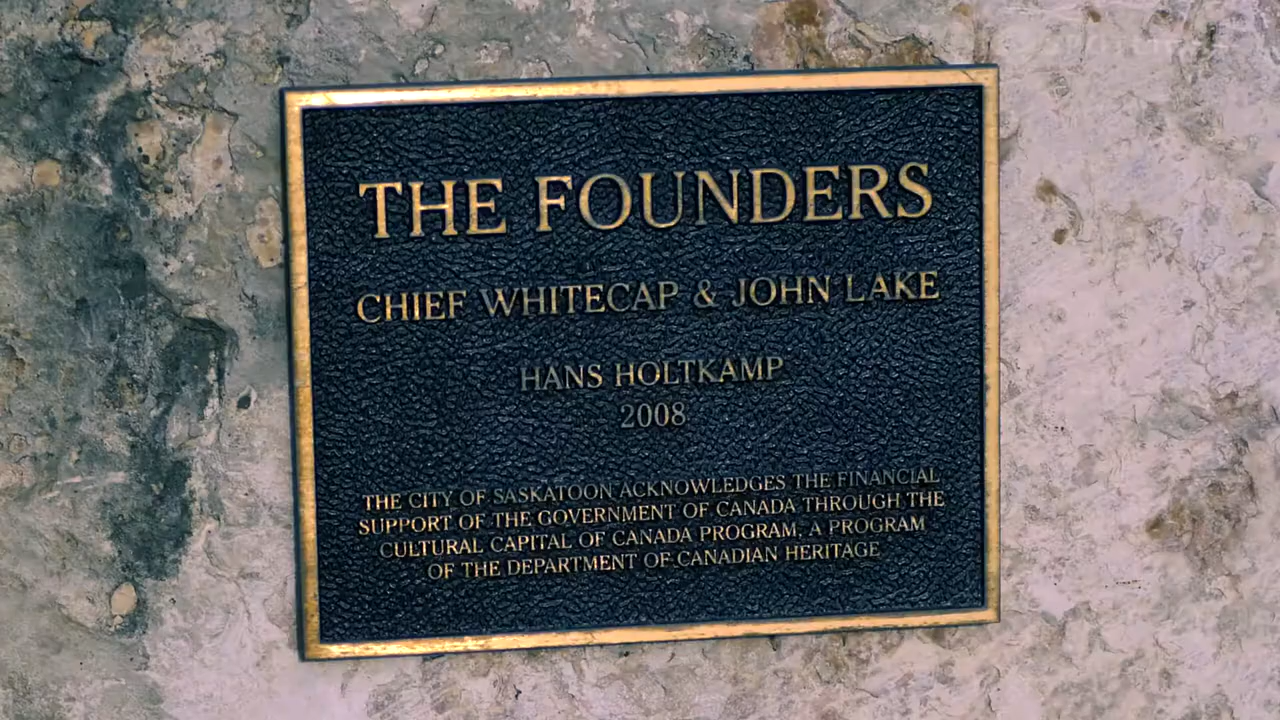 THE FOUNDERS
CHIEF WHITECAP & JOHN LAKE
HANS HOLTKAMP
2008
THE CITY OF SASKATOON ACKNOWLEDGES THE FINANCIAL
SUPPORT OF THE GOVERNMENT OF CANADA THROUGH THE
CULTURAL CAPITAL OF CANADA PROGRAM, A PROGRAM
OF THE DEPARTMENT OF CANADIAN HERITAGE